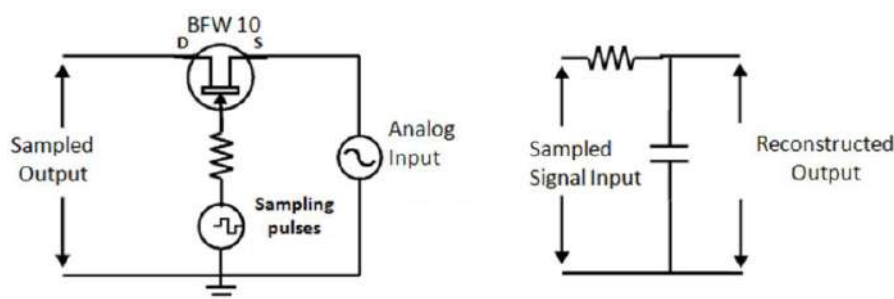 BFW 10
D S
Sampled
Output
Analog
Input
Sampling
pulses
Sampled
Signal Input
Reconstructed
Output